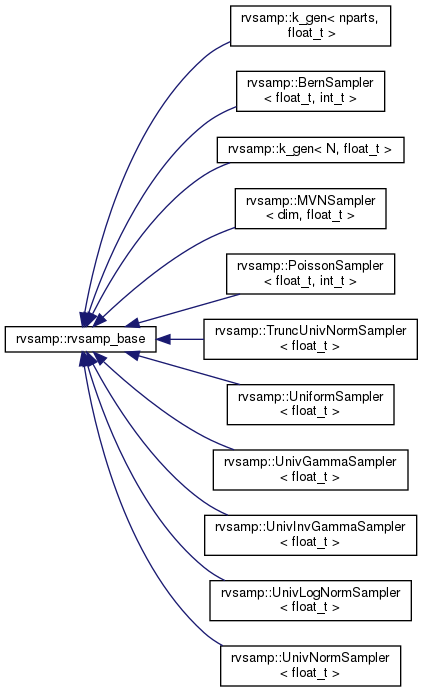 rvsamp::k_gen< nparts,
float_t >
rvsamp::BernSampler
< float_t, int_t >
rvsamp::k_gen< N, float_t >
rvsamp::MVNSampler
< dim, float_t >
rvsamp::PoissonSampler
< float_t, int_t >
rvsamp::rvsamp_base
rvsamp::TruncUnivNormSampler
< float_t >
rvsamp::UniformSampler
< float_t >
rvsamp::UnivGammaSampler
< float_t >
rvsamp::UnivInvGammaSampler
< float_t >
rvsamp::UnivLogNormSampler
< float_t >
rvsamp::UnivNormSampler
< float_t >